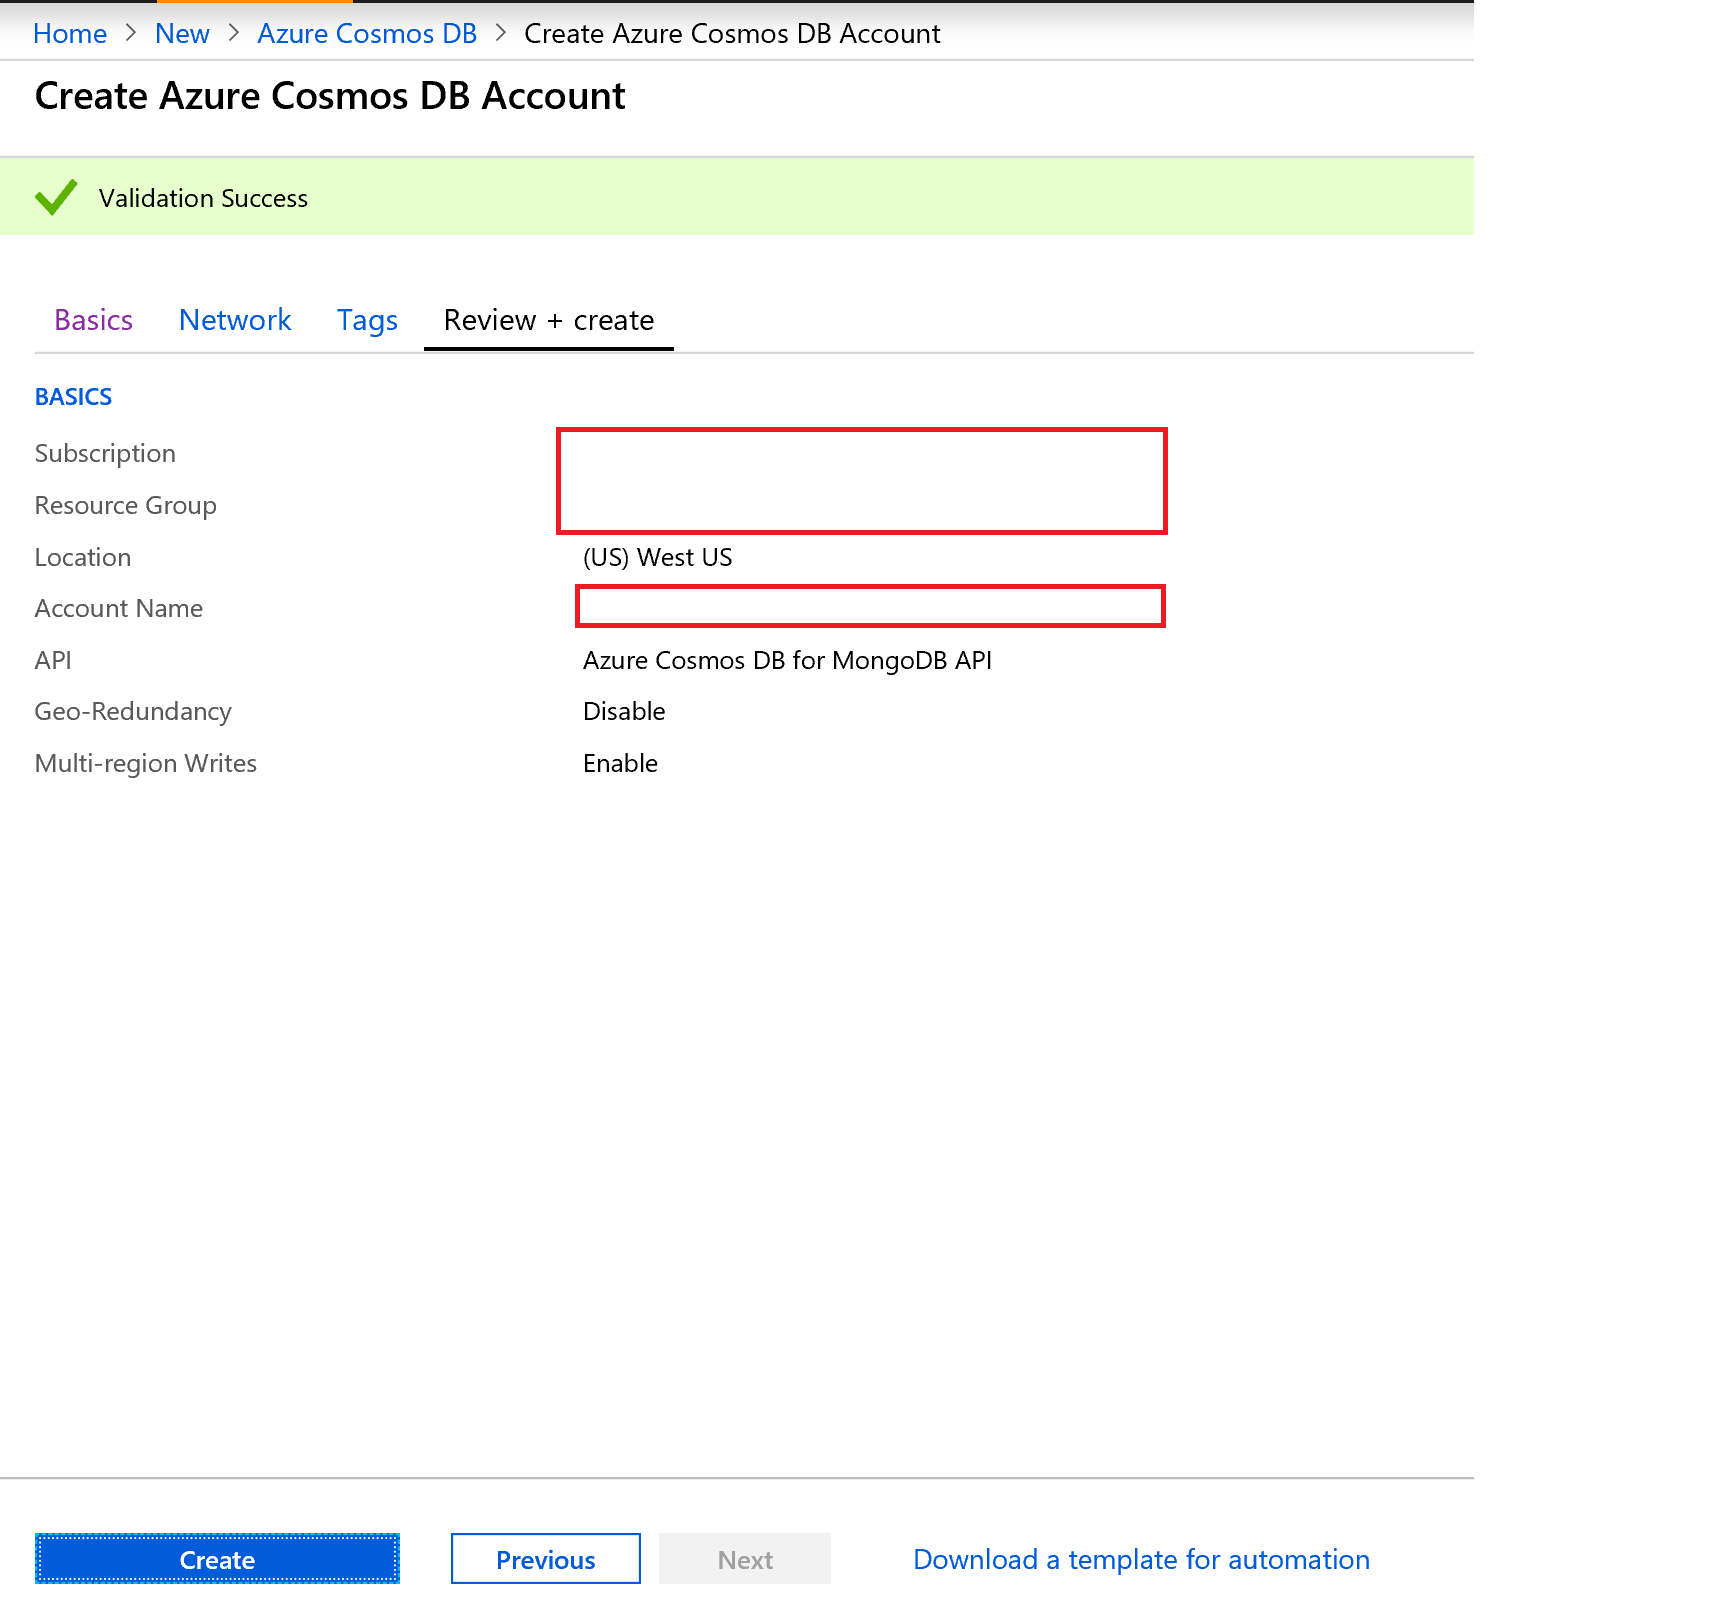 Home > New > Azure Cosmos DB > Create Azure Cosmos DB Account
Create Azure Cosmos DB Account
Validation Success
Basics Network Tags Review + create
BASICS
Subscription
Resource Group
Location (US) West US
Account Name
API Azure Cosmos DB for MongoDB API
Geo-Redundancy Disable
Multi-region Writes Enable
Create Previous Next Download a template for automation